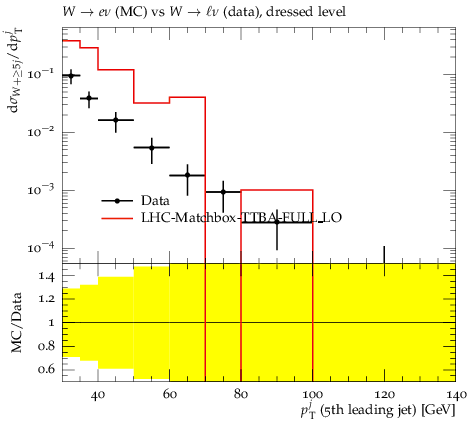 W → eν (MC) vs W → ℓν (data), dressed level
dσ_{W+≥5j}/dp_T^j
10^{-1}
10^{-2}
10^{-3}
10^{-4}
Data
LHC-Matchbox-TTBA-FULL_LO
MC/Data
1.4
1.2
1
0.8
0.6
40 60 80 100 120 140
p_T^j (5th leading jet) [GeV]